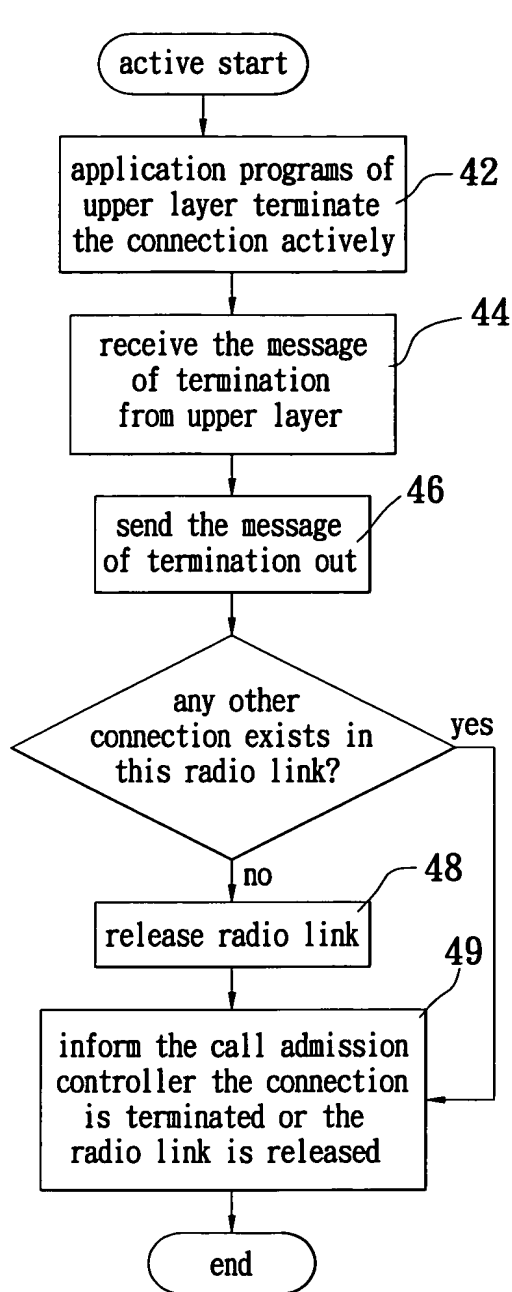 active start
application programs of
upper layer terminate
the connection actively
42
receive the message
of termination
from upper layer
44
send the message
of termination out
46
any other
connection exists in
this radio link?
yes
no
release radio link
48
inform the call admission
controller the connection
is terminated or the
radio link is released
49
end